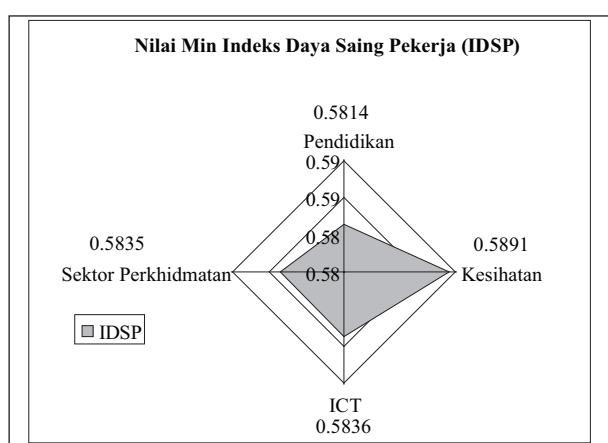 Nilai Min Indeks Daya Saing Pekerja (IDSP)
0.5814
Pendidikan
0.59
0.59
0.58
0.58
0.5835
Sektor Perkhidmatan
0.5891
Kesihatan
IDSP
ICT
0.5836